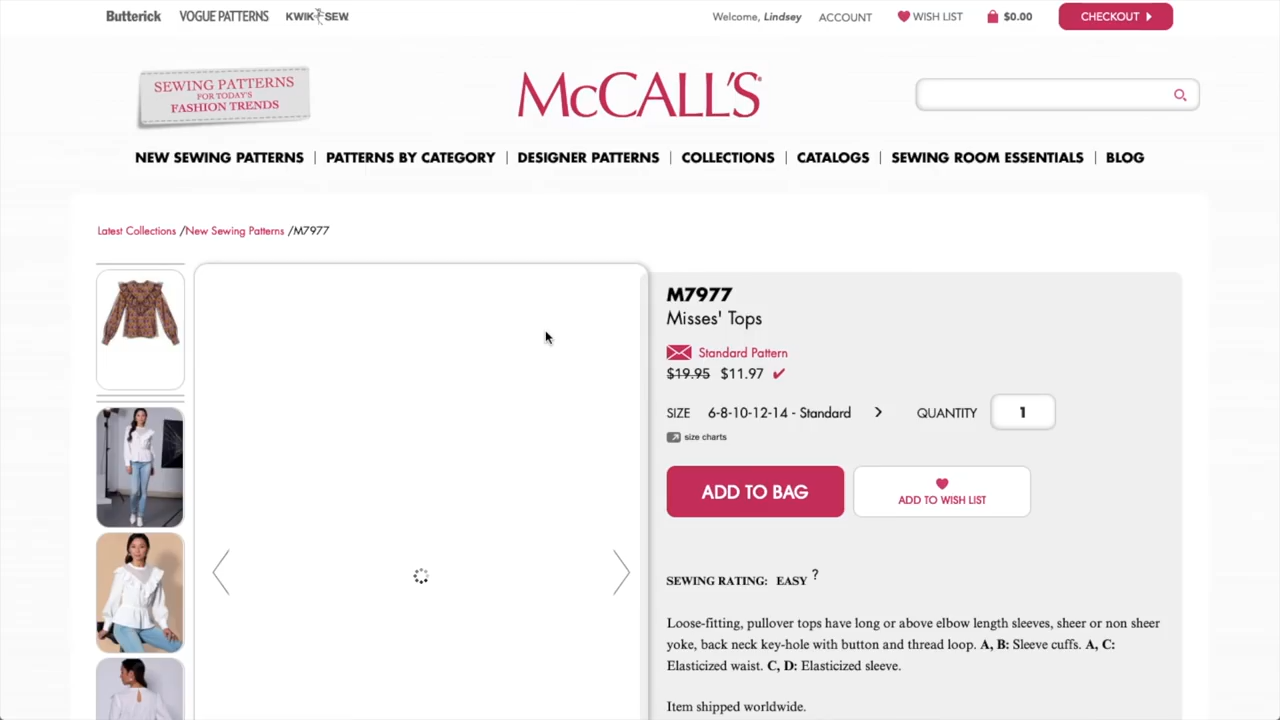 Butterick VOGUE PATTERNS KWIK SEW Welcome, Lindsey ACCOUNT WISH LIST $0.00 CHECKOUT
SEWING PATTERNS
FOR TODAY'S
FASHION TRENDS
McCALL'S
NEW SEWING PATTERNS | PATTERNS BY CATEGORY | DESIGNER PATTERNS | COLLECTIONS | CATALOGS | SEWING ROOM ESSENTIALS | BLOG
Latest Collections /New Sewing Patterns /M7977
M7977
Misses' Tops
Standard Pattern
$19.95 $11.97 ✔
SIZE 6-8-10-12-14 - Standard > QUANTITY 1
size charts
ADD TO BAG
ADD TO WISH LIST
SEWING RATING: EASY ?
Loose-fitting, pullover tops have long or above elbow length sleeves, sheer or non sheer
yoke, back neck key-hole with button and thread loop. A, B: Sleeve cuffs. A, C:
Elasticized waist. C, D: Elasticized sleeve.
Item shipped worldwide.